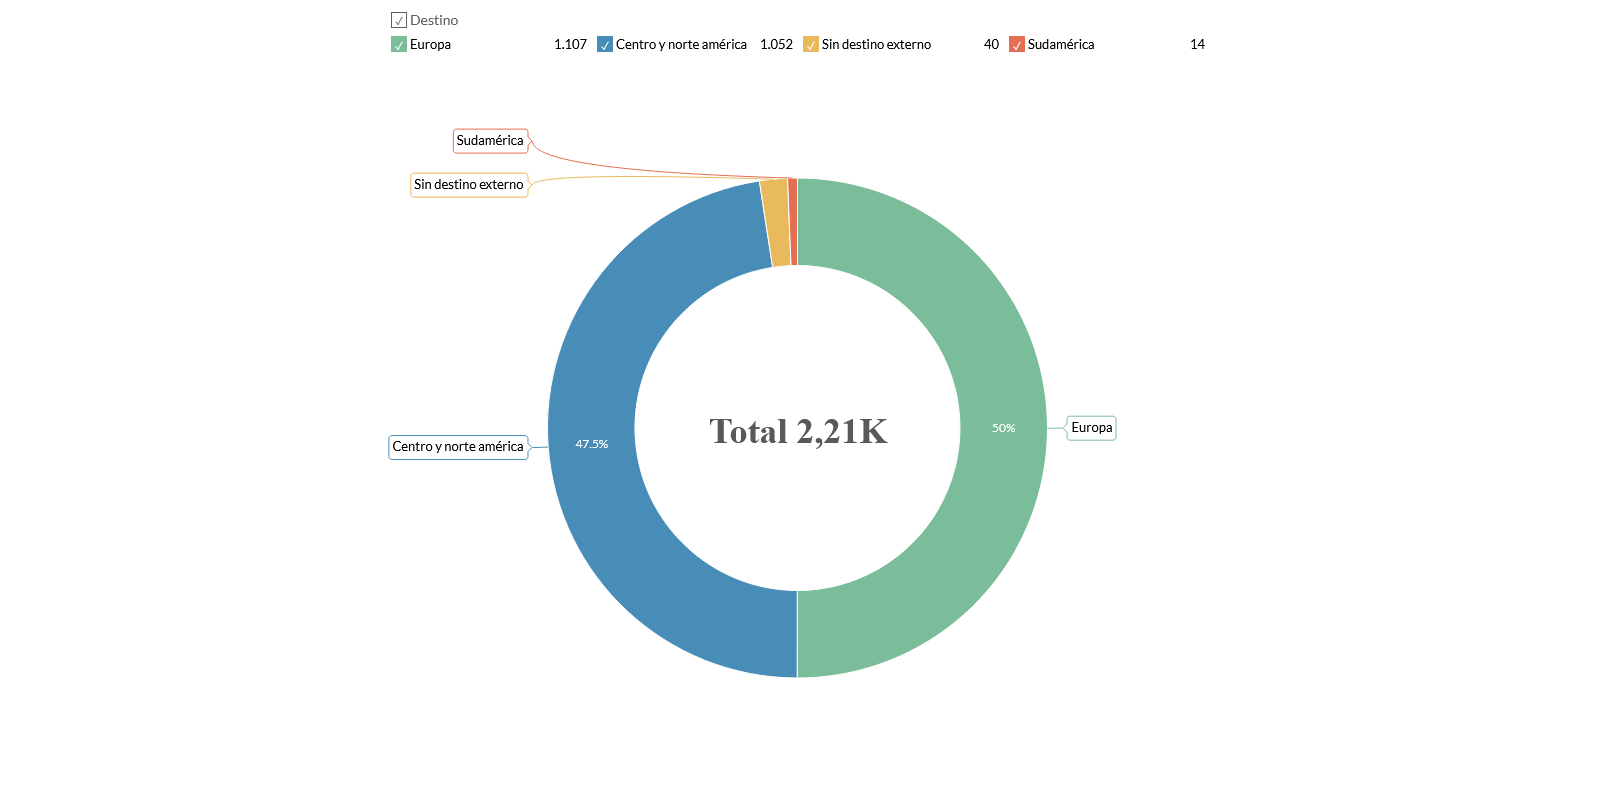 Destino
Europa 1.107 Centro y norte américa 1.052 Sin destino externo 40 Sudamérica 14
Sudamérica
Sin destino externo
50%
Europa
Total 2,21K
Centro y norte américa
47.5%